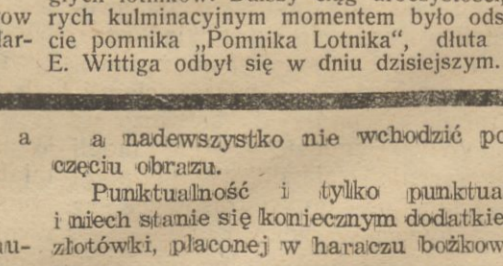 rych kulminacyjnym momentem było ods
cie pomnika „Pomnika Lotnika“, dłuta
E. Wittiga odbył się w dniu dzisiejszym.
a
a nadewszystko nie wchodzić po
częciu obrazu.
Punktualność i tylko punktua
i niech stanie się koniecznym dodatkie
złotówki, płaconej w haraczu bożkow